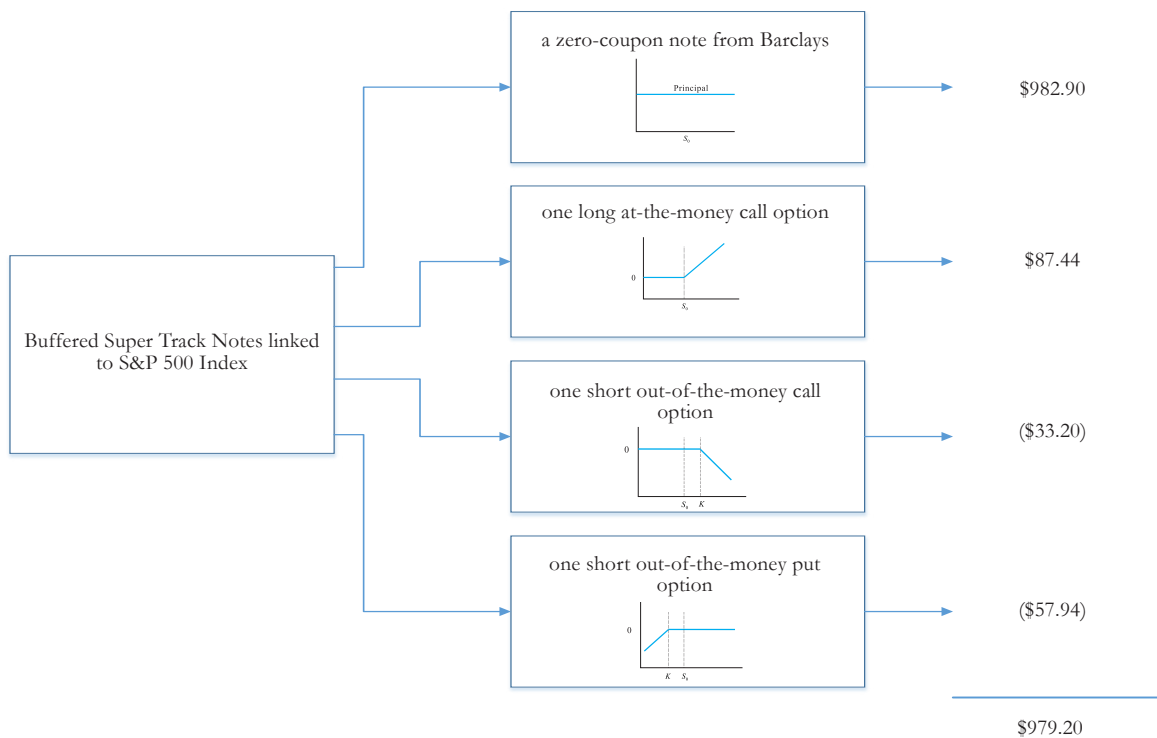 a zero-coupon note from Barclays
Principal
S₀
$982.90
one long at-the-money call option
0
S₀
$87.44
Buffered Super Track Notes linked
to S&P 500 Index
one short out-of-the-money call
option
0
S₀ K
($33.20)
one short out-of-the-money put
option
0
K S₀
($57.94)
$979.20